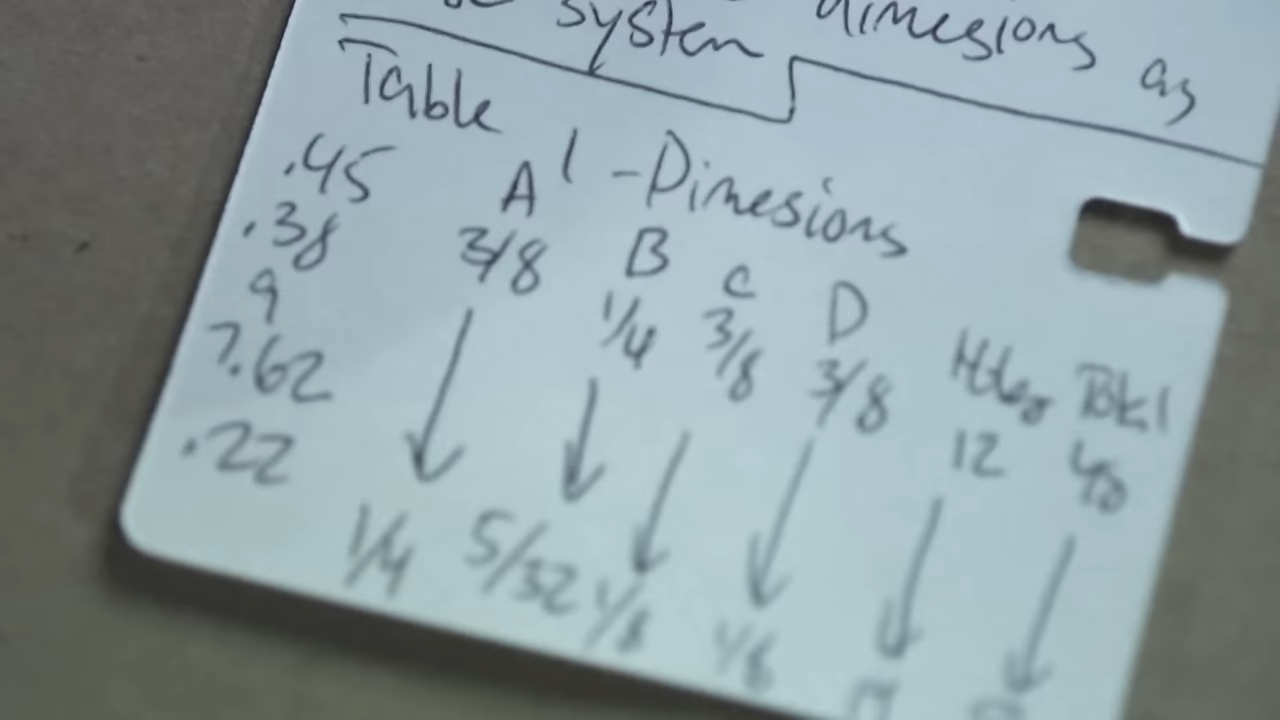 system dimesions as
Table 1 - Dimesions
.45 A B C D
.38 3/8 1/4 3/8 3/8 12 40
9
7.62
.22
1/4 5/32 1/8